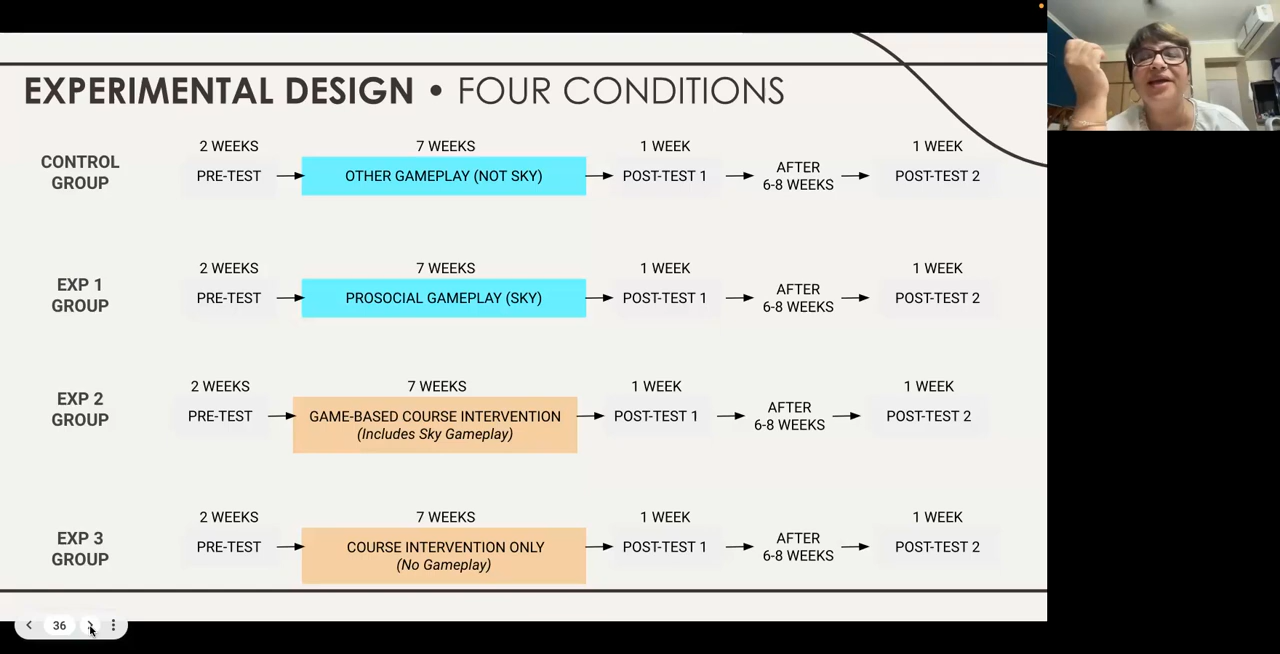 EXPERIMENTAL DESIGN • FOUR CONDITIONS
CONTROL
GROUP
2 WEEKS
PRE-TEST
7 WEEKS
OTHER GAMEPLAY (NOT SKY)
1 WEEK
POST-TEST 1
AFTER
6-8 WEEKS
1 WEEK
POST-TEST 2
EXP 1
GROUP
2 WEEKS
PRE-TEST
7 WEEKS
PROSOCIAL GAMEPLAY (SKY)
1 WEEK
POST-TEST 1
AFTER
6-8 WEEKS
1 WEEK
POST-TEST 2
EXP 2
GROUP
2 WEEKS
PRE-TEST
7 WEEKS
GAME-BASED COURSE INTERVENTION
(Includes Sky Gameplay)
1 WEEK
POST-TEST 1
AFTER
6-8 WEEKS
1 WEEK
POST-TEST 2
EXP 3
GROUP
2 WEEKS
PRE-TEST
7 WEEKS
COURSE INTERVENTION ONLY
(No Gameplay)
1 WEEK
POST-TEST 1
AFTER
6-8 WEEKS
1 WEEK
POST-TEST 2
36